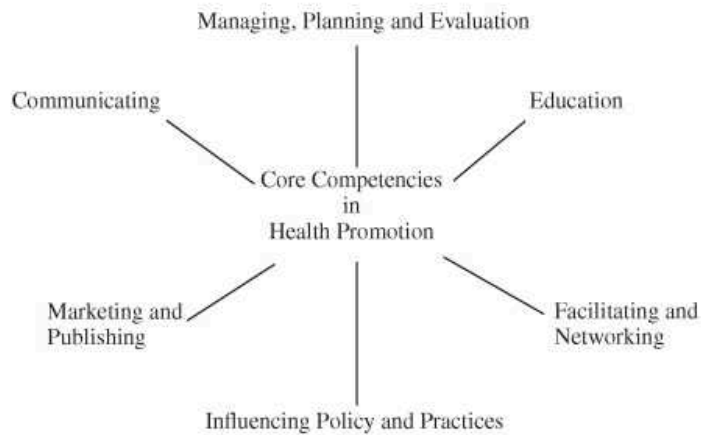 Managing, Planning and Evaluation
Communicating
Education
Core Competencies
in
Health Promotion
Marketing and
Publishing
Facilitating and
Networking
Influencing Policy and Practices